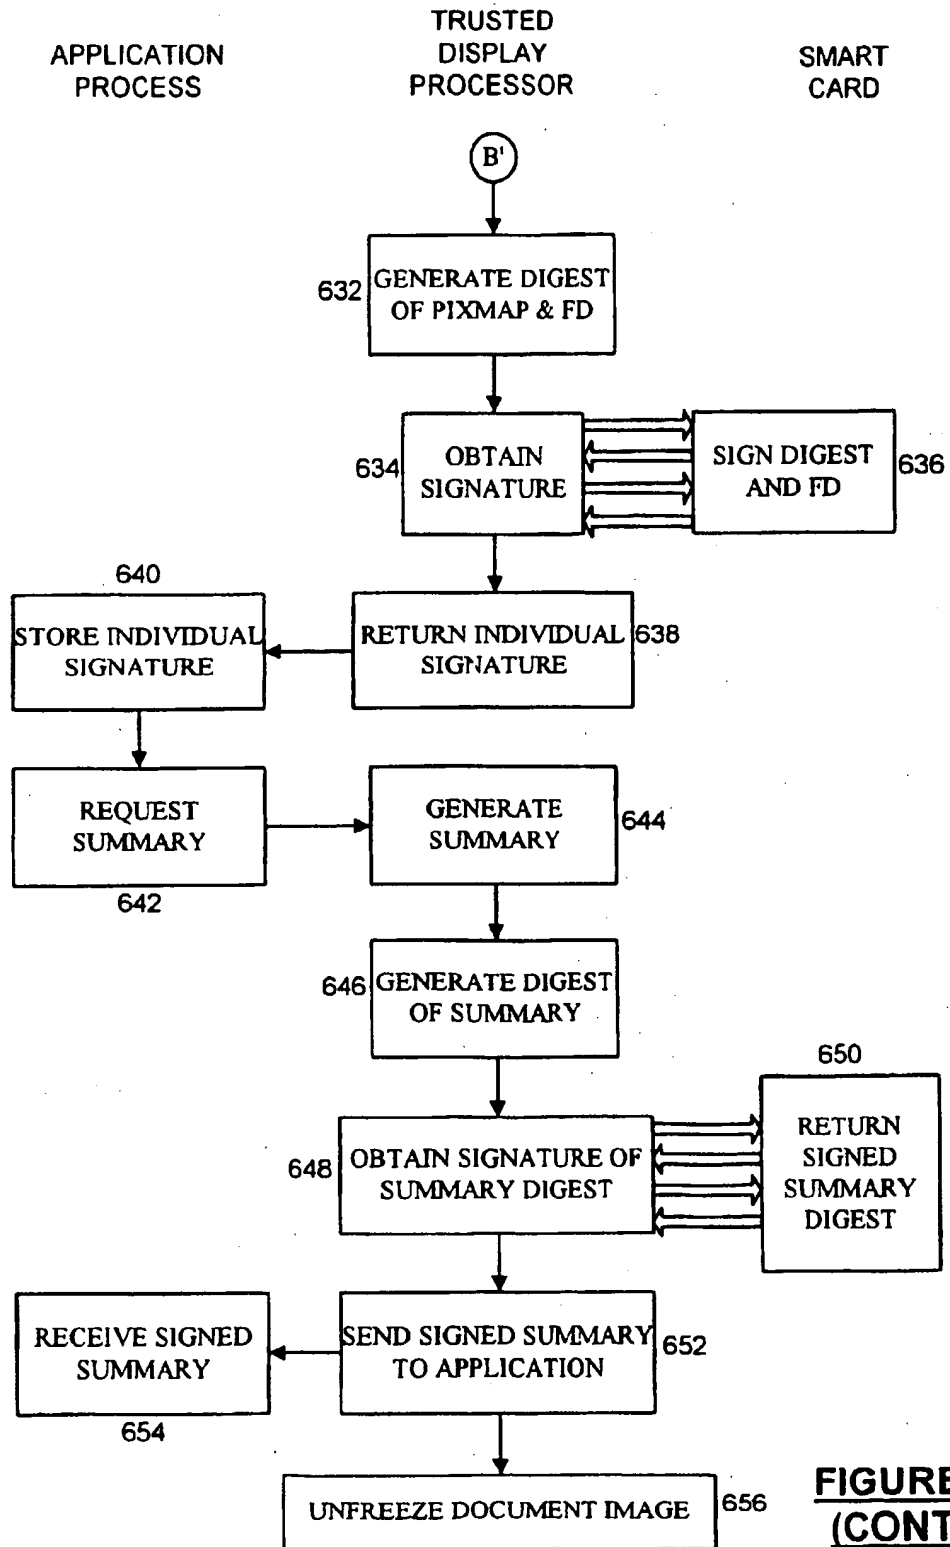 APPLICATION
PROCESS
TRUSTED
DISPLAY
PROCESSOR
SMART
CARD
B'
632
GENERATE DIGEST
OF PIXMAP & FD
634
OBTAIN
SIGNATURE
SIGN DIGEST
AND FD
636
640
STORE INDIVIDUAL
SIGNATURE
RETURN INDIVIDUAL
SIGNATURE
638
REQUEST
SUMMARY
642
GENERATE
SUMMARY
644
646
GENERATE DIGEST
OF SUMMARY
650
648
OBTAIN SIGNATURE OF
SUMMARY DIGEST
RETURN
SIGNED
SUMMARY
DIGEST
RECEIVE SIGNED
SUMMARY
654
SEND SIGNED SUMMARY
TO APPLICATION
652
UNFREEZE DOCUMENT IMAGE
656
FIGURE
(CONT